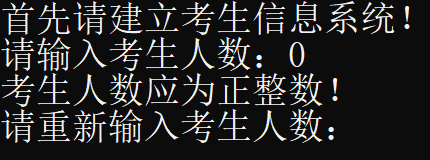 首先请建立考生信息系统！
请输入考生人数：0
考生人数应为正整数！
请重新输入考生人数：